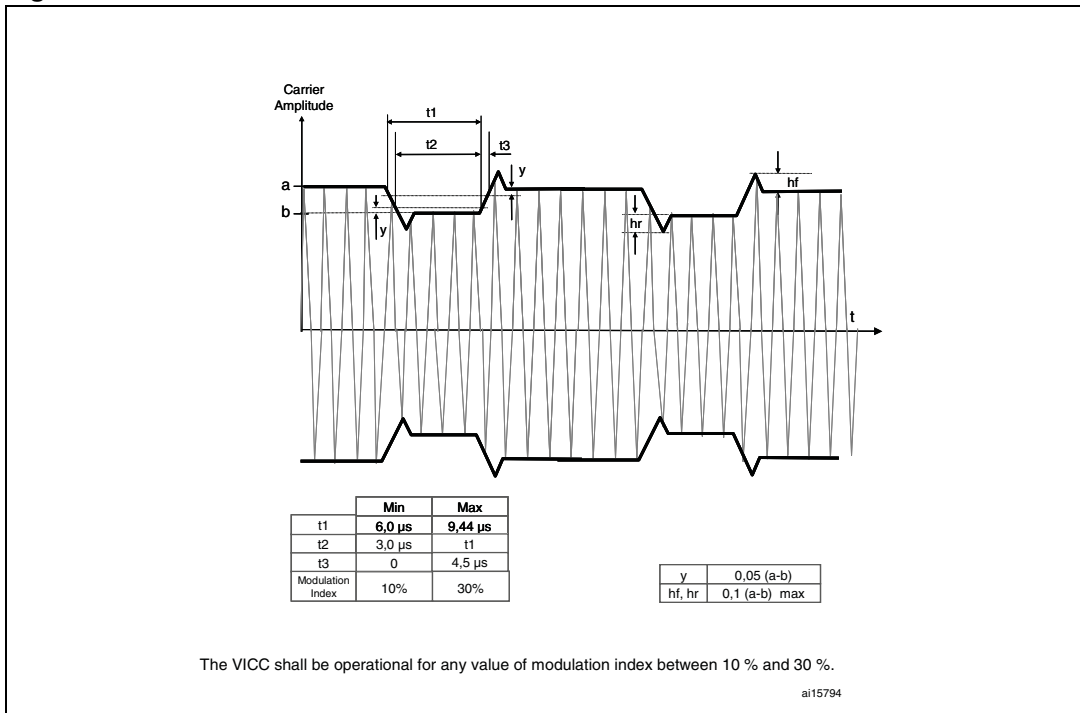 Carrier
Amplitude
t1
t2
t3
y
a
hf
b
y
hr
t
Min Max
t1 6,0 µs 9,44 µs
t2 3,0 µs t1
t3 0 4,5 µs
Modulation
Index 10% 30%
y 0,05 (a-b)
hf, hr 0,1 (a-b) max
The VICC shall be operational for any value of modulation index between 10 % and 30 %.
ai15794